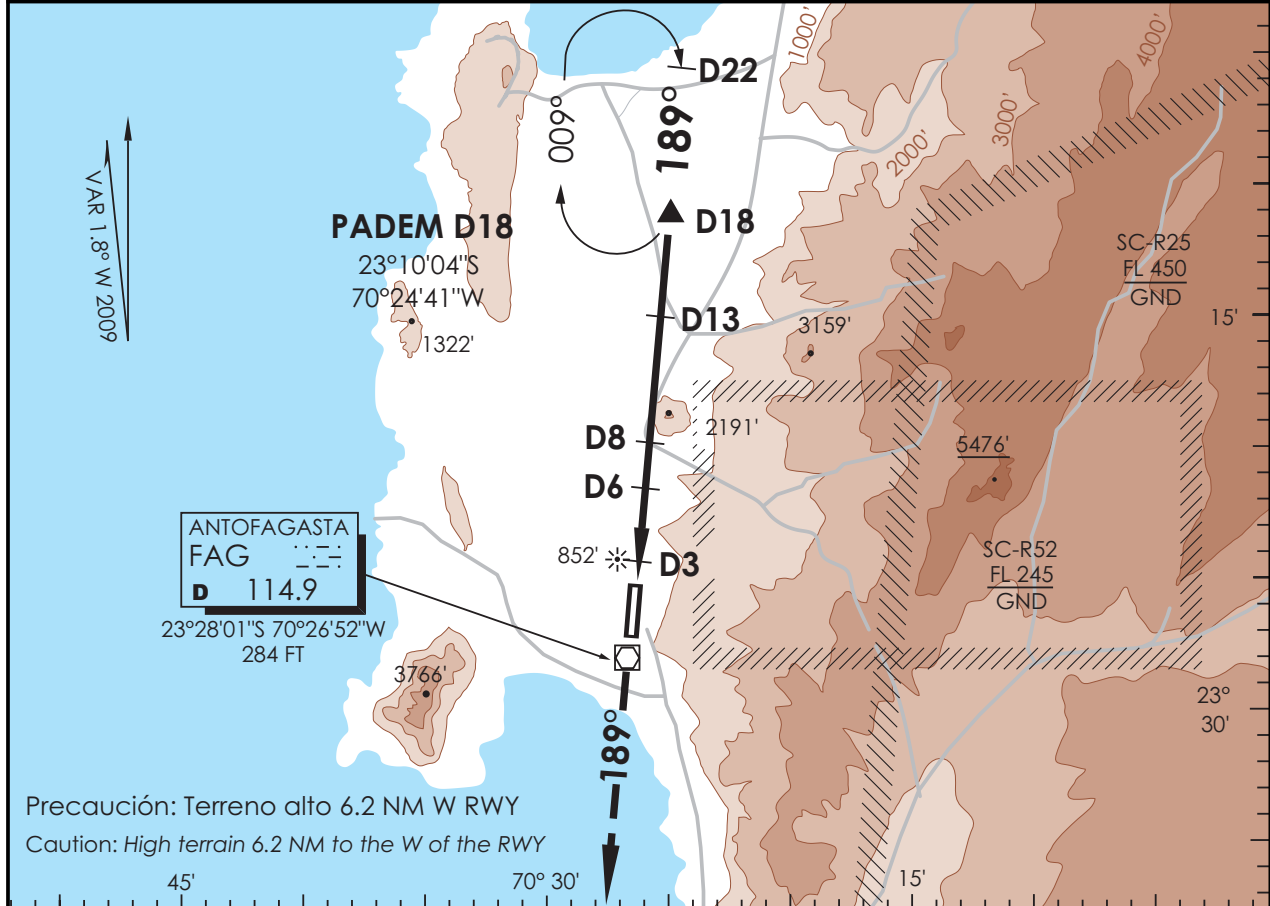 1000'
4000'
D22
009°
189°
3000'
2000'
VAR 1.8° W 2009
PADEM D18
23°10'04"S
70°24'41"W
D18
SC-R25
FL 450
GND
15'
D13
3159'
1322'
2191'
D8
5476'
D6
ANTOFAGASTA
FAG
D 114.9
23°28'01"S 70°26'52"W
284 FT
852'
D3
SC-R52
FL 245
GND
3766'
23°
30'
189°
Precaución: Terreno alto 6.2 NM W RWY
Caution: High terrain 6.2 NM to the W of the RWY
45'
70° 30'
15'